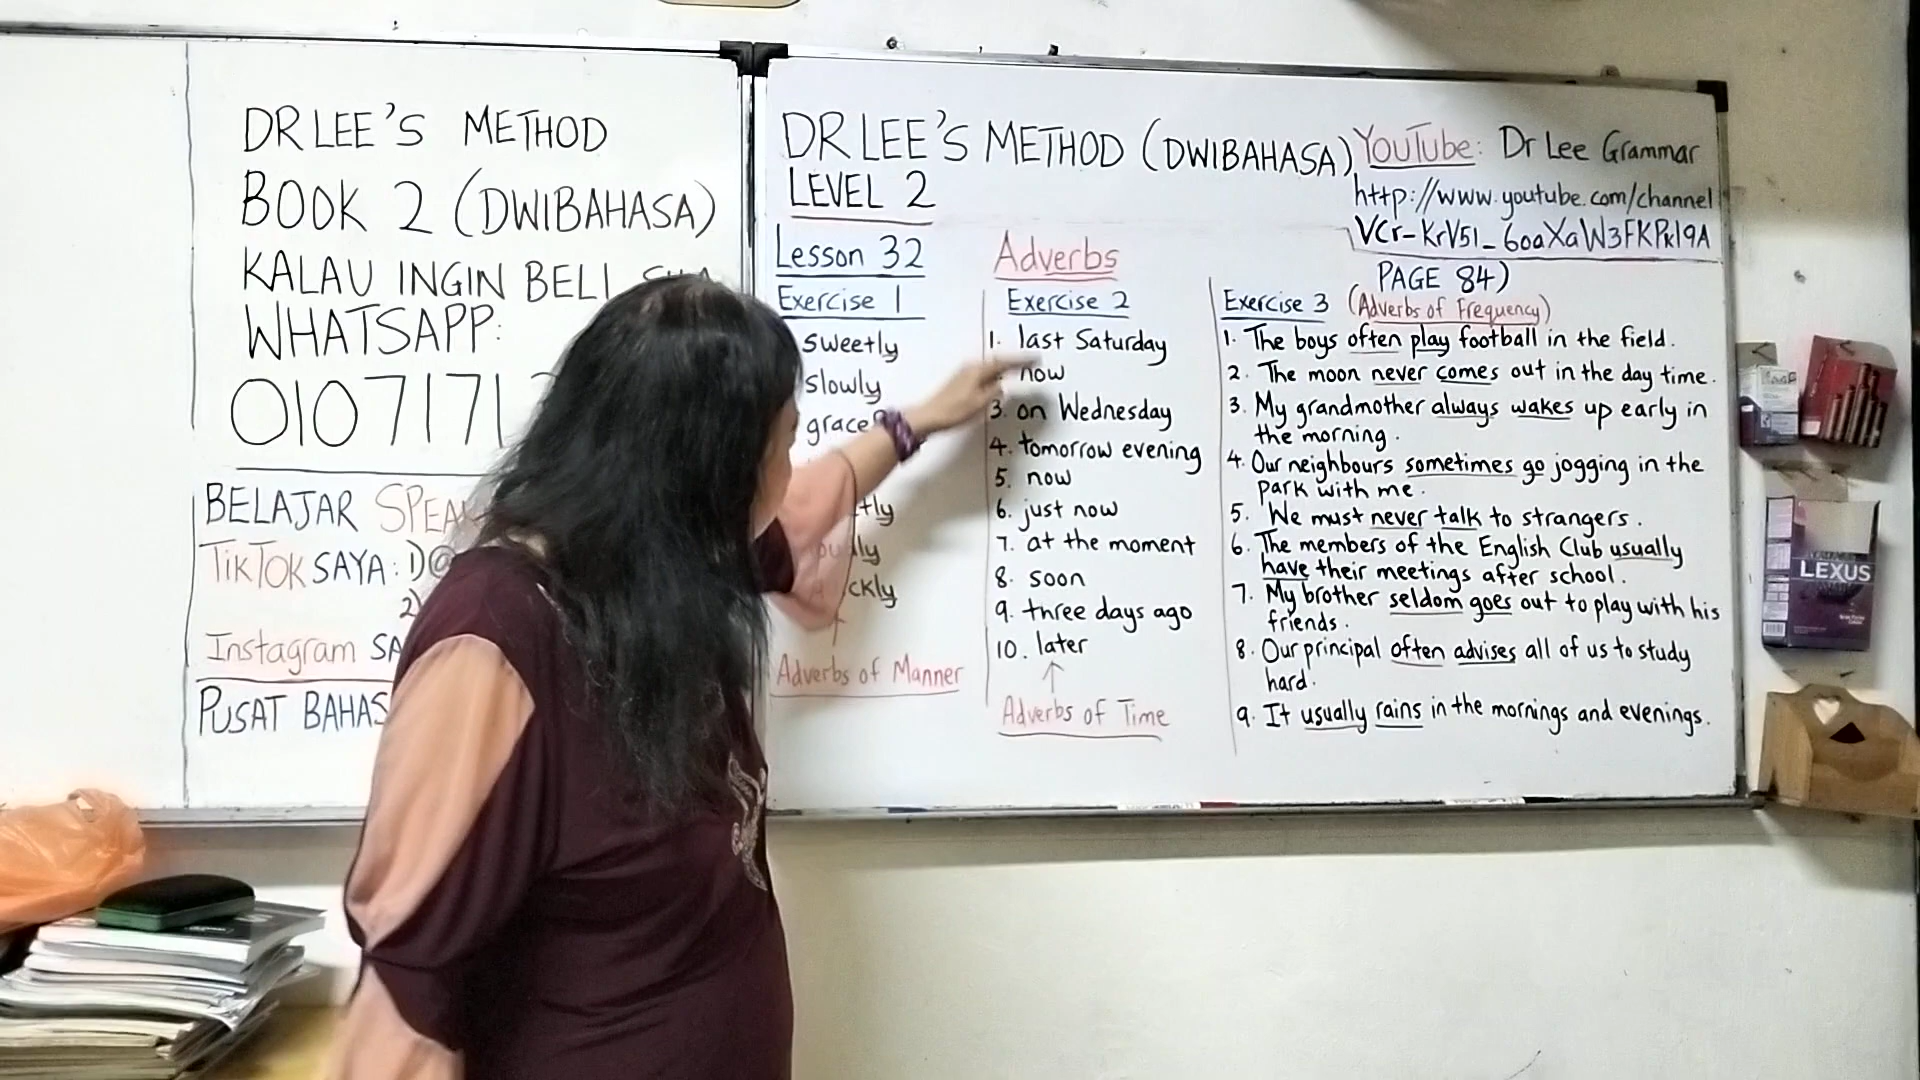 DR LEE'S METHOD
BOOK 2 (DWIBAHASA)
KALAU INGIN BELI
WHATSAPP:
0107171
BELAJAR
TikTok SAYA: 1)@
2)
Instagram
PUSAT
DR LEE'S METHOD (DWIBAHASA)
LEVEL 2
YouTube: Dr Lee Grammar
http://www.youtube.com/channel
VCr-KrV51_6oaXaW3FKPkl9A
PAGE 84)
Lesson 32
Adverbs
Exercise 1
sweetly
slowly
Adverbs of Manner
Exercise 2
1. last Saturday
now
3. on Wednesday
4. tomorrow evening
5. now
6. just now
7. at the moment
8. soon
9. three days ago
10. later
Adverbs of Time
Exercise 3 (Adverbs of Frequency)
1. The boys often play football in the field.
2. The moon never comes out in the day time.
3. My grandmother always wakes up early in
the morning.
4. Our neighbours sometimes go jogging in the
park with me.
5. We must never talk to strangers.
6. The members of the English Club usually
have their meetings after school.
7. My brother seldom goes out to play with his
friends.
8. Our principal often advises all of us to study
hard.
9. It usually rains in the mornings and evenings.
LEXUS